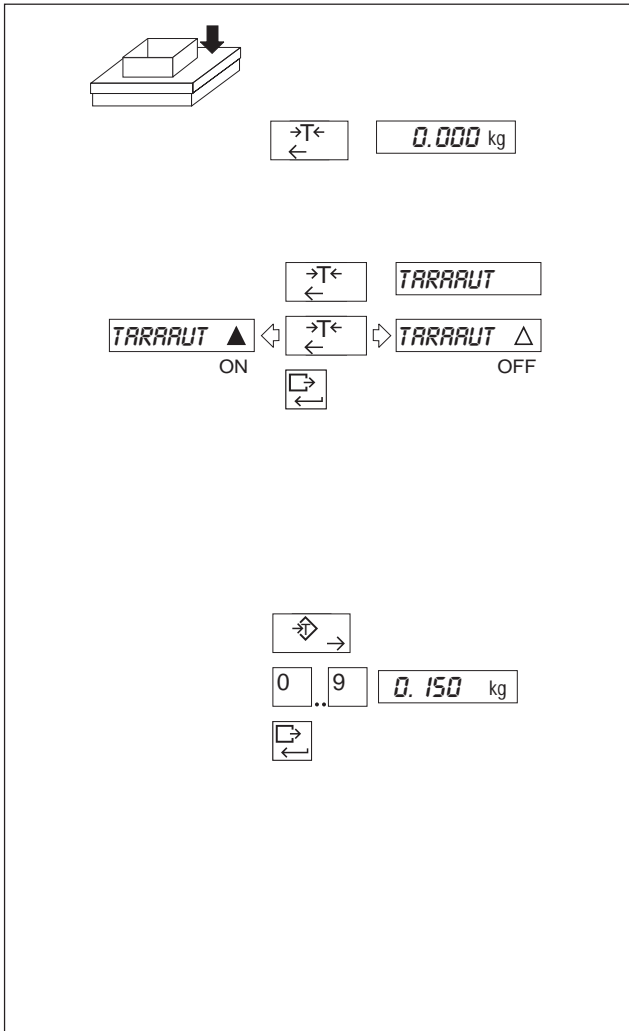 →T← ← 0.000 kg
→T← ← TARAAUT
TARAAUT ▲ →T← ← TARAAUT △
ON OFF
→T →
0 .. 9 0.150 kg